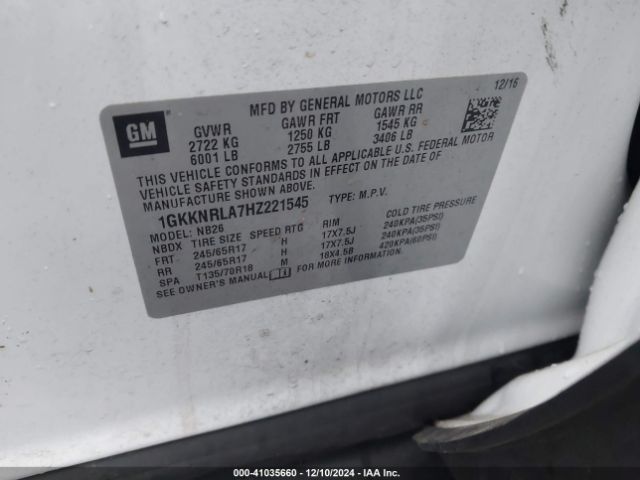 12/16
MFD BY GENERAL MOTORS LLC
GM
GVWR GAWR FRT GAWR RR
2722 KG 1250 KG 1545 KG
6001 LB 2755 LB 3406 LB
THIS VEHICLE CONFORMS TO ALL APPLICABLE U.S. FEDERAL MOTOR
VEHICLE SAFETY STANDARDS IN EFFECT ON THE DATE OF
MANUFACTURE SHOWN ABOVE.
1GKKNRLA7HZ221545 TYPE: M.P.V.
MODEL: NB26
NBDX TIRE SIZE SPEED RTG RIM COLD TIRE PRESSURE
FRT 245/65R17 H 17X7.5J 240KPA(35PSI)
RR 245/65R17 H 17X7.5J 240KPA(35PSI)
SPA T135/70R18 M 18X4.5B 420KPA(60PSI)
SEE OWNER'S MANUAL FOR MORE INFORMATION.
000-41035660 - 12/10/2024 - IAA Inc.